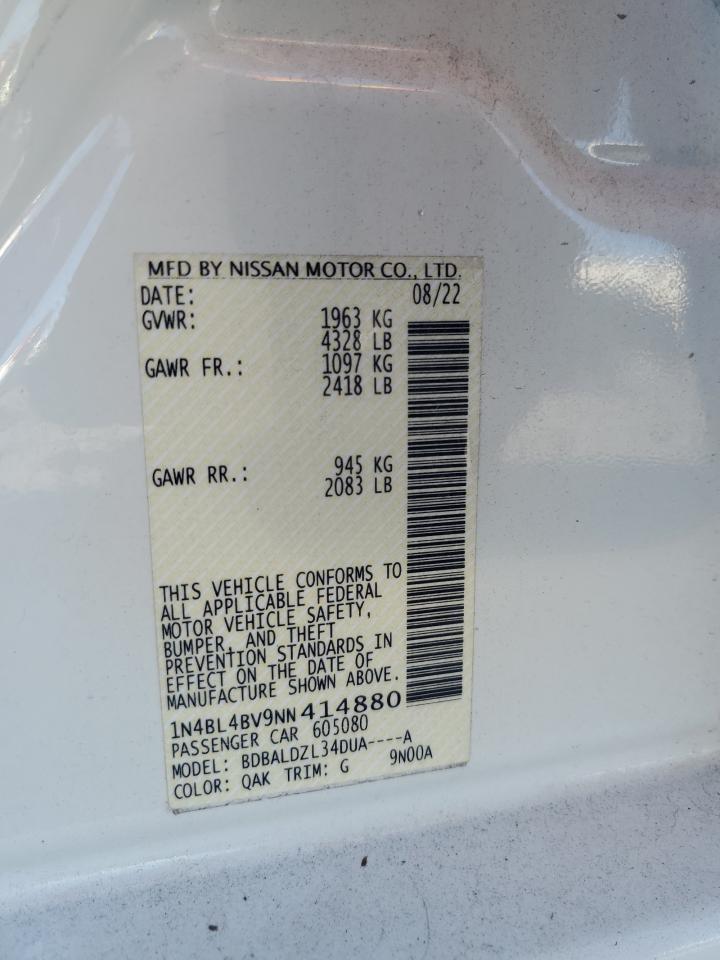 MFD BY NISSAN MOTOR CO., LTD.
DATE: 08/22
GVWR: 1963 KG
4328 LB
GAWR FR.: 1097 KG
2418 LB
GAWR RR.: 945 KG
2083 LB
THIS VEHICLE CONFORMS TO
ALL APPLICABLE FEDERAL
MOTOR VEHICLE SAFETY,
BUMPER, AND THEFT
PREVENTION STANDARDS IN
EFFECT ON THE DATE OF
MANUFACTURE SHOWN ABOVE.
1N4BL4BV9NN414880
PASSENGER CAR 605080
MODEL: BDBALDZL34DUA----A
COLOR: QAK TRIM: G 9N00A